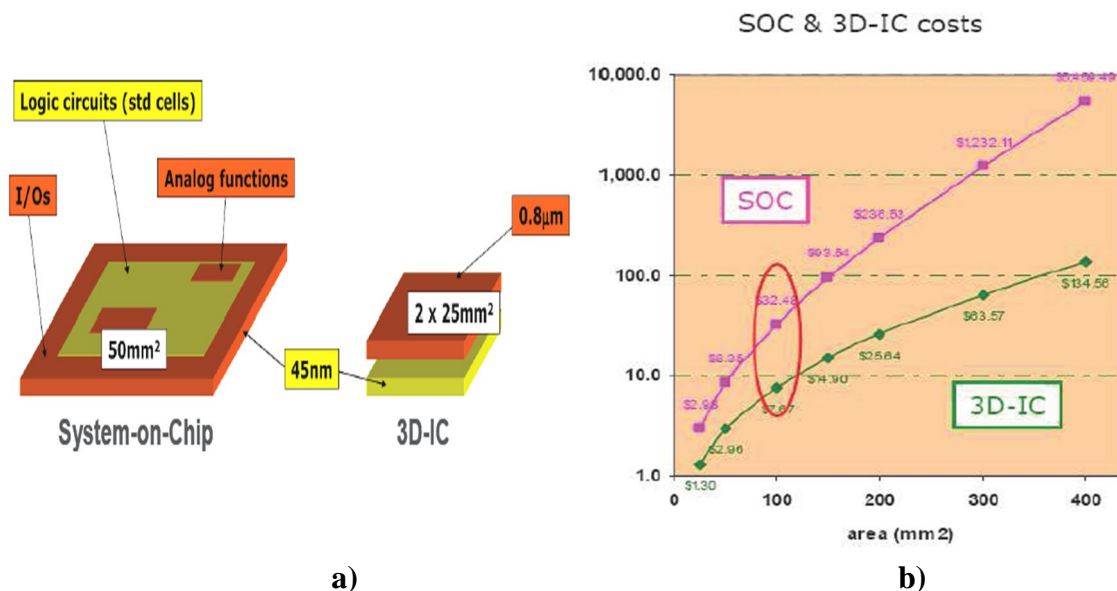 Logic circuits (std cells)
Analog functions
I/Os
0.8μm
2 x 25mm²
50mm²
45nm
System-on-Chip
3D-IC
a)
SOC & 3D-IC costs
10,000.0
1,000.0
100.0
10.0
1.0
SOC
3D-IC
$1,232.11
$236.53
$93.54
$32.48
$2.98
$134.56
$63.57
$25.64
$14.90
$7.67
$2.96
$1.30
0 100 200 300 400
area (mm2)
b)